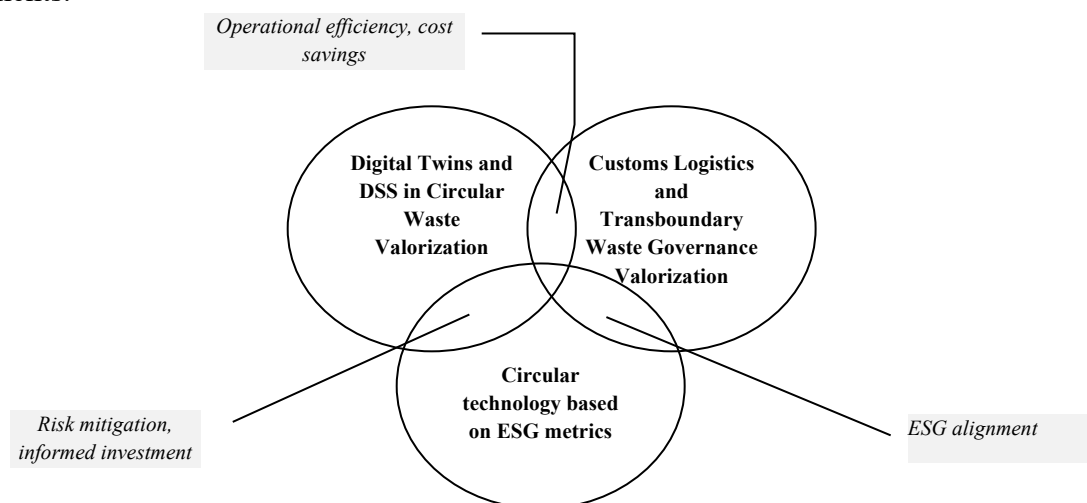 Operational efficiency, cost
savings
Digital Twins and
DSS in Circular
Waste
Valorization
Customs Logistics
and
Transboundary
Waste Governance
Valorization
Circular
technology based
on ESG metrics
Risk mitigation,
informed investment
ESG alignment